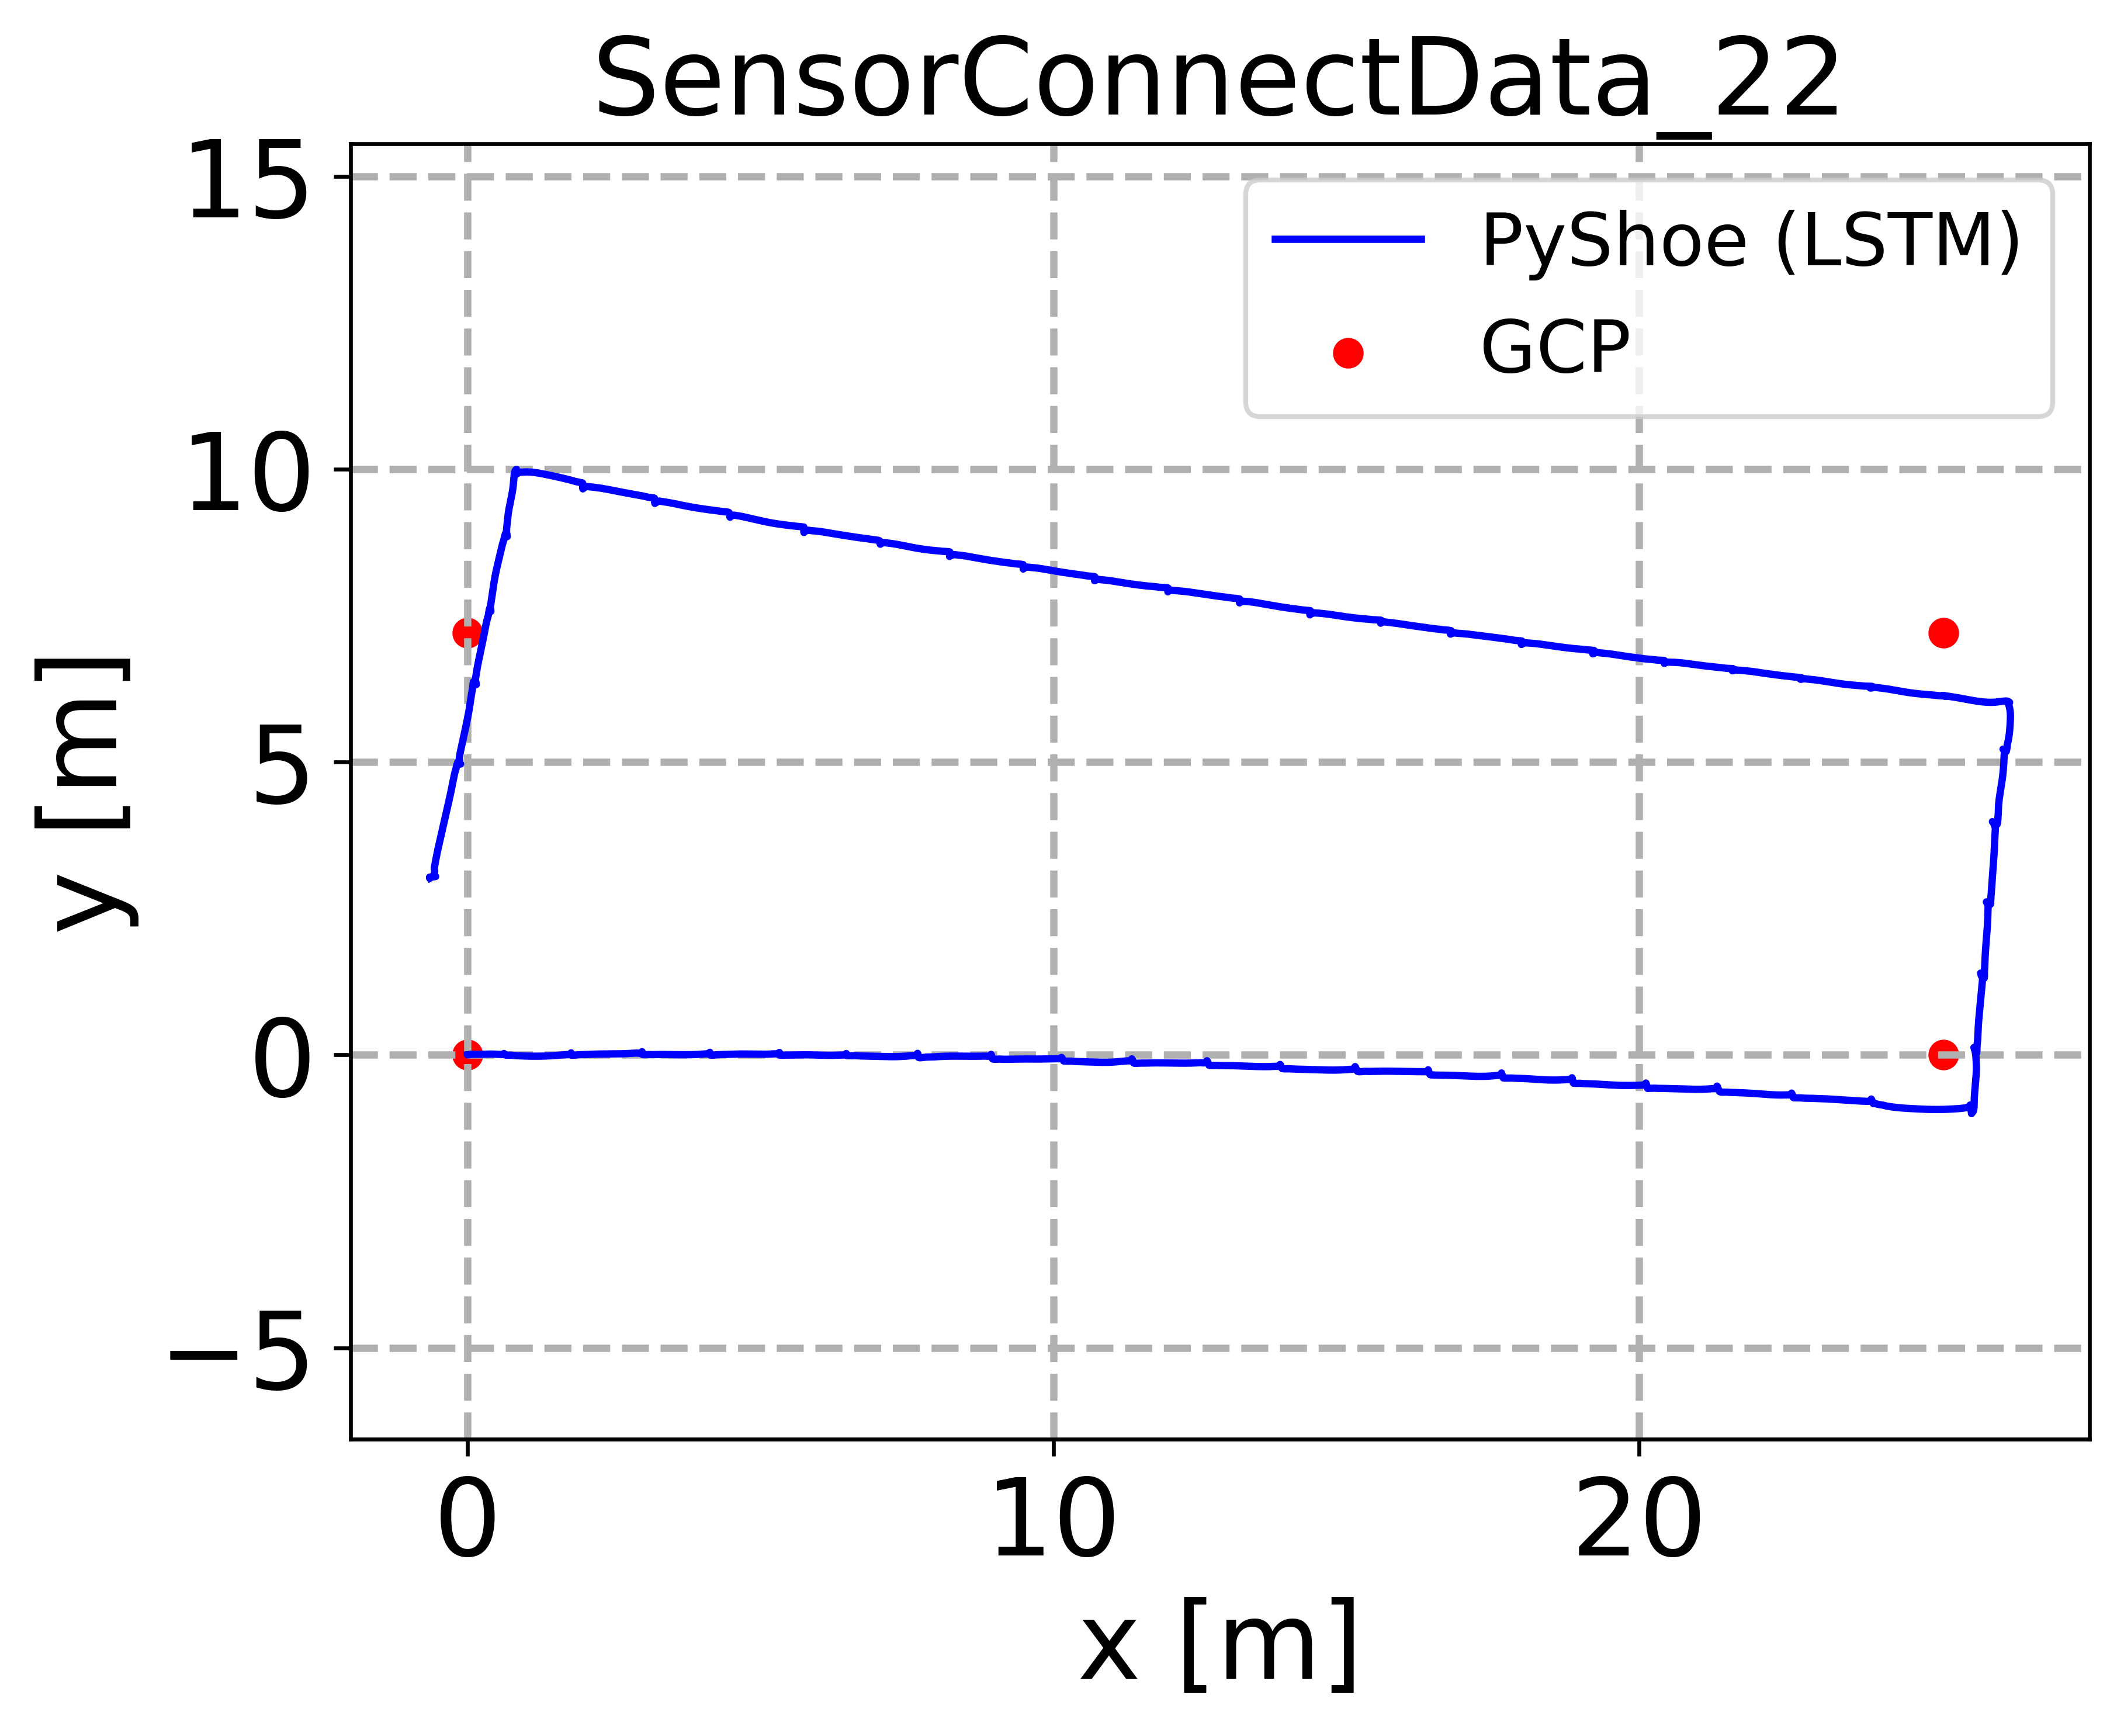 SensorConnectData_22
15
10
5
0
−5
y [m]
PyShoe (LSTM)
GCP
0 10 20
x [m]